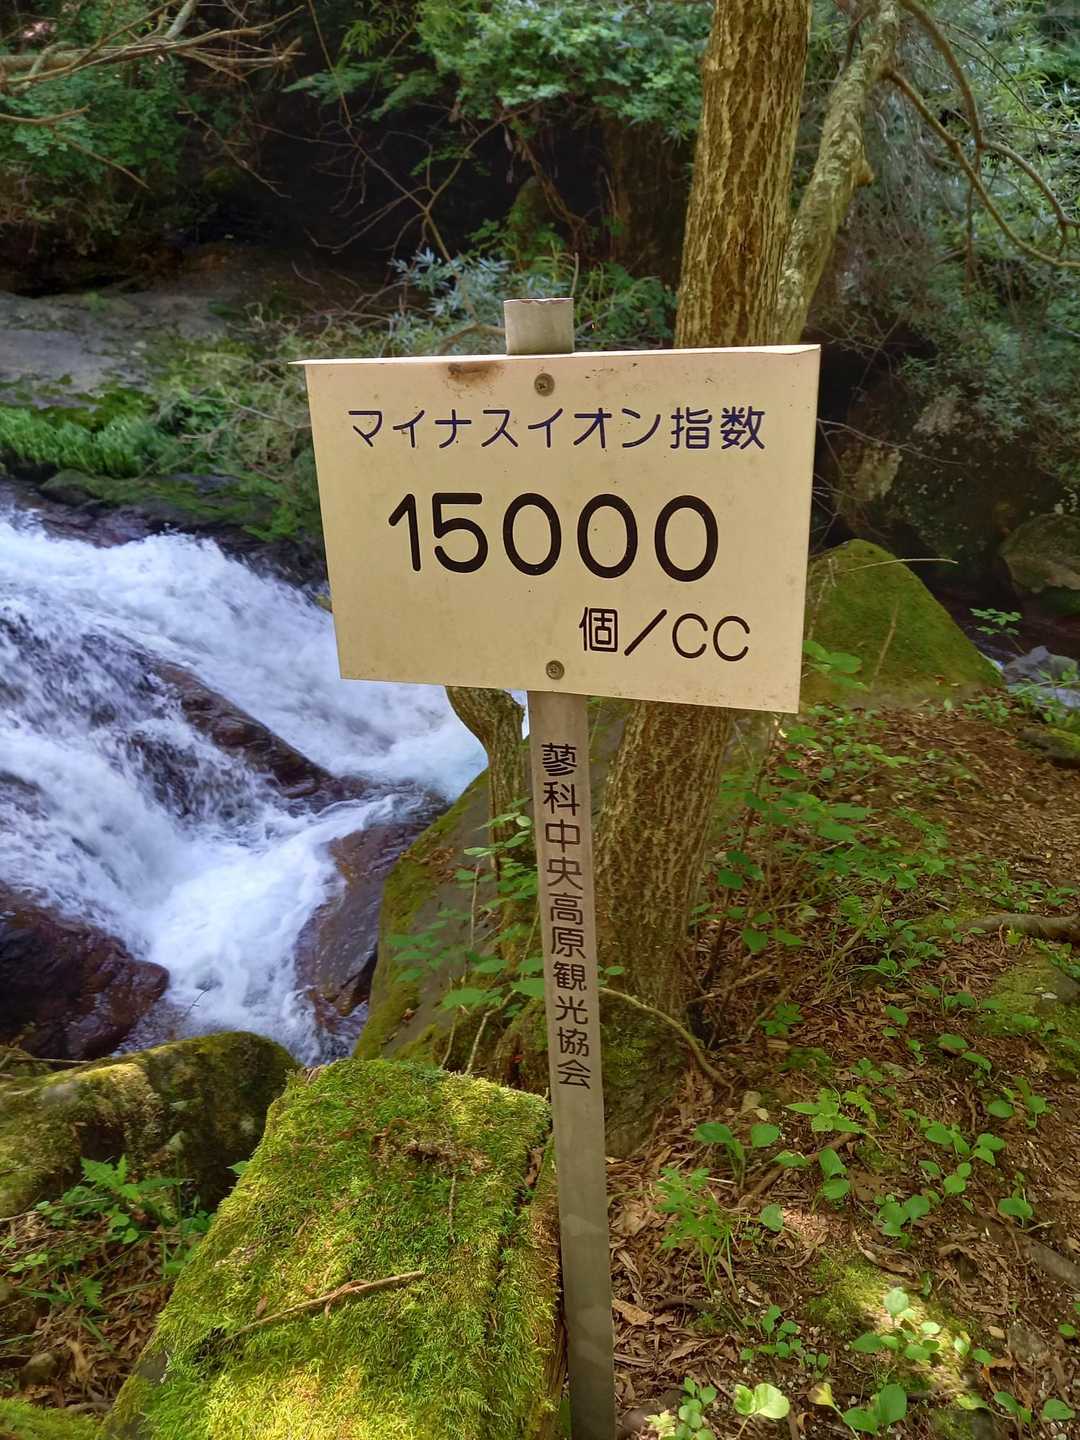 マイナスイオン指数
15000
個/CC
蓼科中央高原観光協会